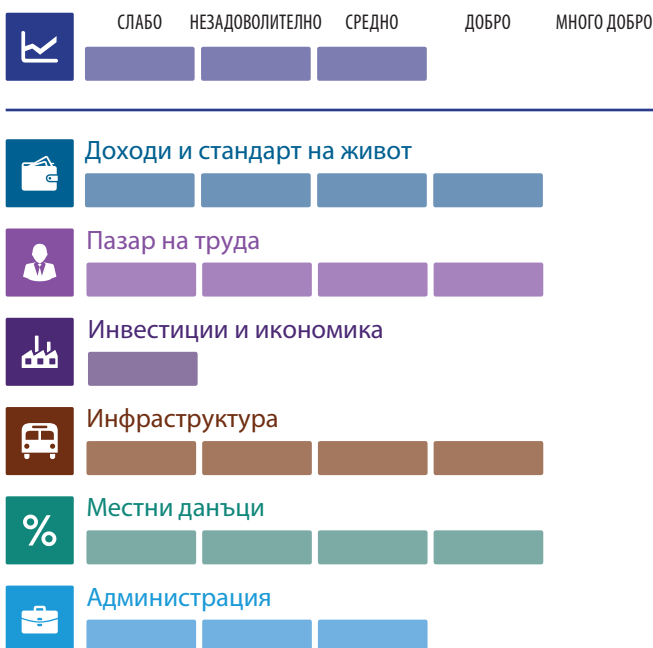 СЛАБО НЕЗАДОВОЛИТЕЛНО СРЕДНО ДОБРО МНОГО ДОБРО
Доходи и стандарт на живот
Пазар на труда
Инвестиции и икономика
Инфраструктура
Местни данъци
%
Администрация